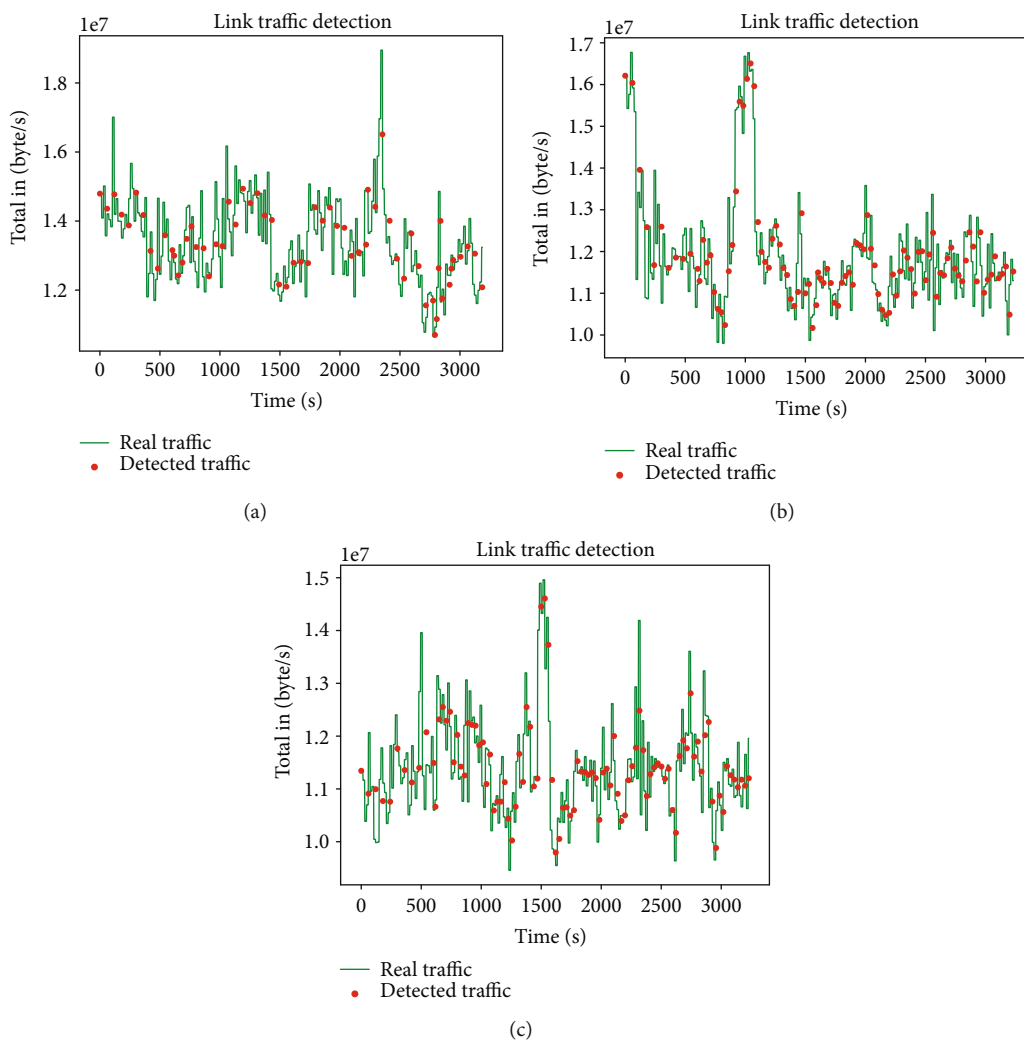 Link traffic detection
1e7
Total in (byte/s)
1.8
1.6
1.4
1.2
0
500
1000
1500
2000
2500
3000
Time (s)
Real traffic
Detected traffic
(a)
Link traffic detection
1e7
Total in (byte/s)
1.7
1.6
1.5
1.4
1.3
1.2
1.1
1.0
0
500
1000
1500
2000
2500
3000
Time (s)
Real traffic
Detected traffic
(b)
Link traffic detection
1e7
Total in (byte/s)
1.5
1.4
1.3
1.2
1.1
1.0
0
500
1000
1500
2000
2500
3000
Time (s)
Real traffic
Detected traffic
(c)